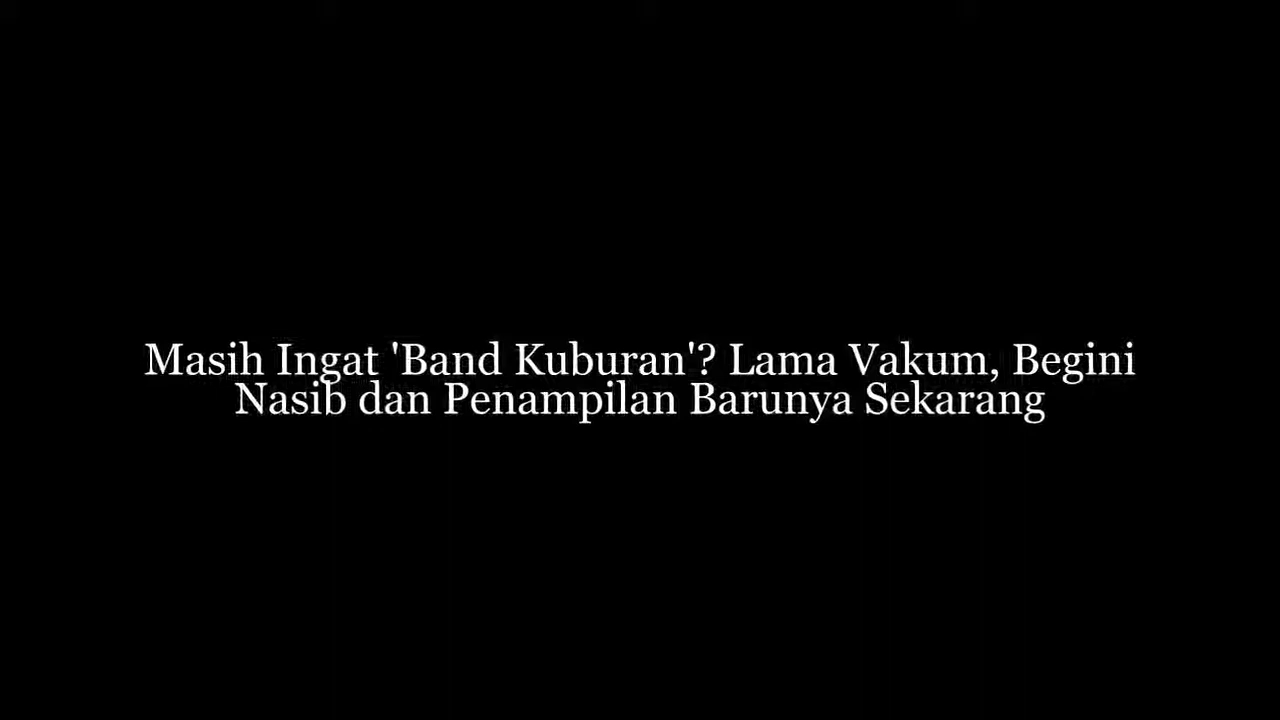 Masih Ingat 'Band Kuburan'? Lama Vakum, Begini
Nasib dan Penampilan Barunya Sekarang